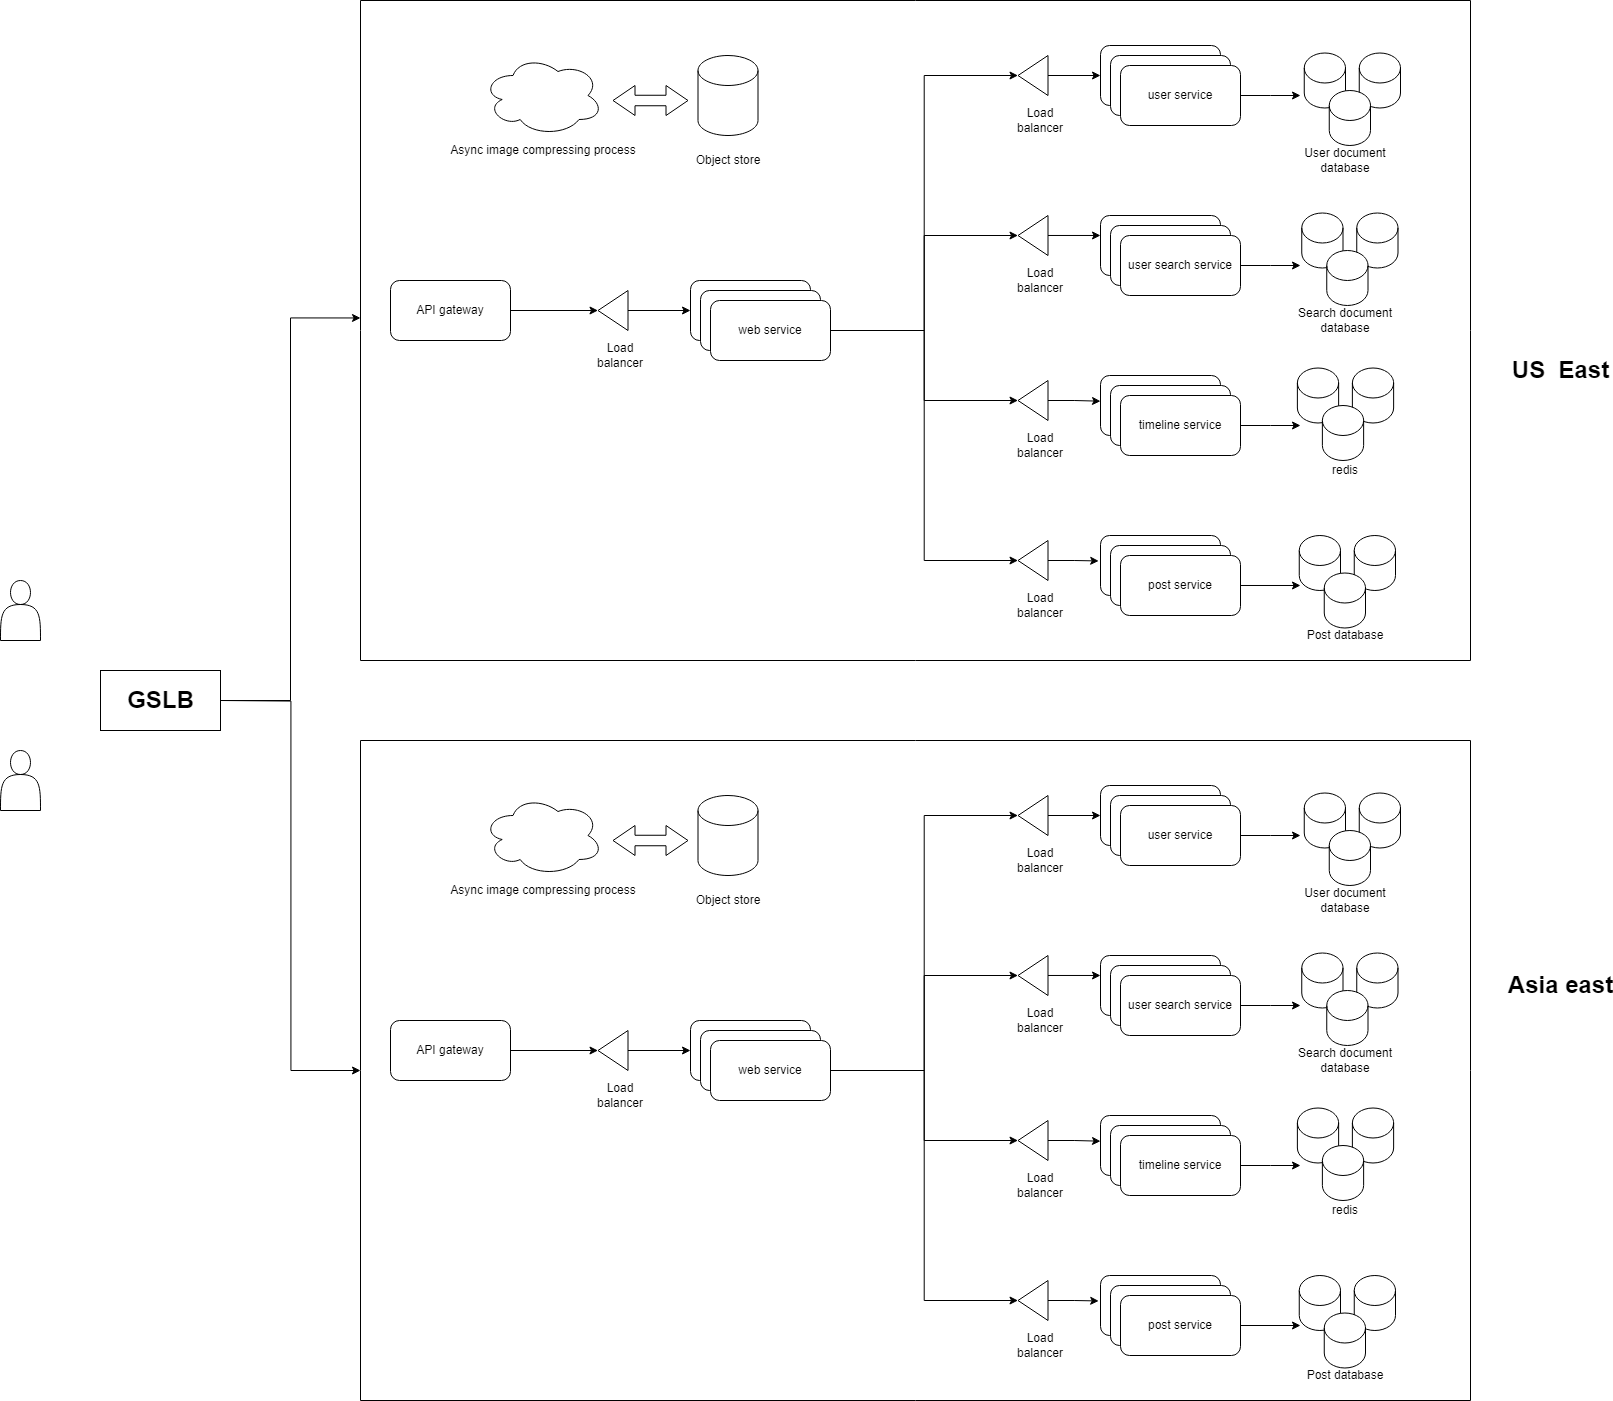 Load
balancer
user service
User document
database
Async image compressing process
Object store
Load
balancer
user search service
Search document
database
API gateway
Load
balancer
web service
US  East
Load
balancer
timeline service
redis
Load
balancer
post service
Post database
GSLB
Load
balancer
user service
User document
database
Async image compressing process
Object store
Load
balancer
user search service
Search document
database
Asia east
API gateway
Load
balancer
web service
Load
balancer
timeline service
redis
Load
balancer
post service
Post database